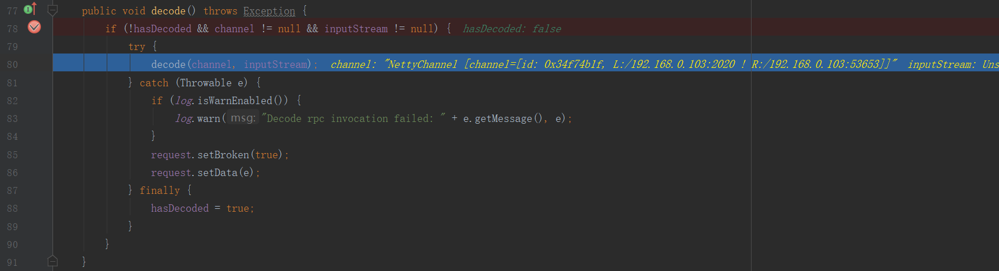 77 public void decode() throws Exception {
78 if (!hasDecoded && channel != null && inputStream != null) { hasDecoded: false
79 try {
80 decode(channel, inputStream); channel: "NettyChannel [channel=[id: 0x34f74b1f, L:/192.168.0.103:2020 ! R:/192.168.0.103:53653]]" inputStream: Uns
81 } catch (Throwable e) {
82 if (log.isWarnEnabled()) {
83 log.warn( msg: "Decode rpc invocation failed: " + e.getMessage(), e);
84 }
85 request.setBroken(true);
86 request.setData(e);
87 } finally {
88 hasDecoded = true;
89 }
90 }
91 }